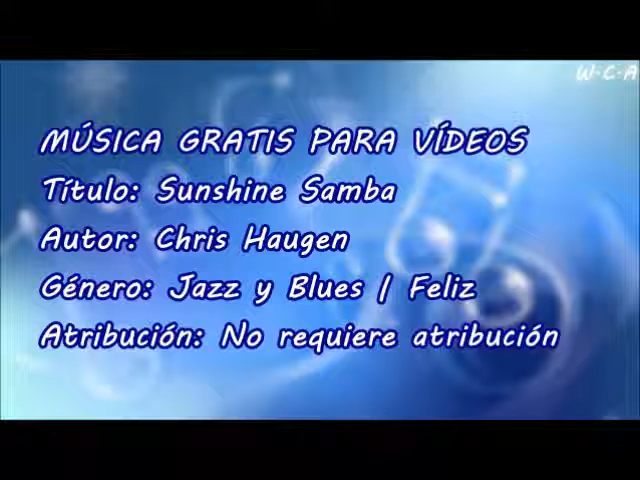 W-C-A
MÚSICA GRATIS PARA VÍDEOS
Título: Sunshine Samba
Autor: Chris Haugen
Género: Jazz y Blues | Feliz
Atribución: No requiere atribución